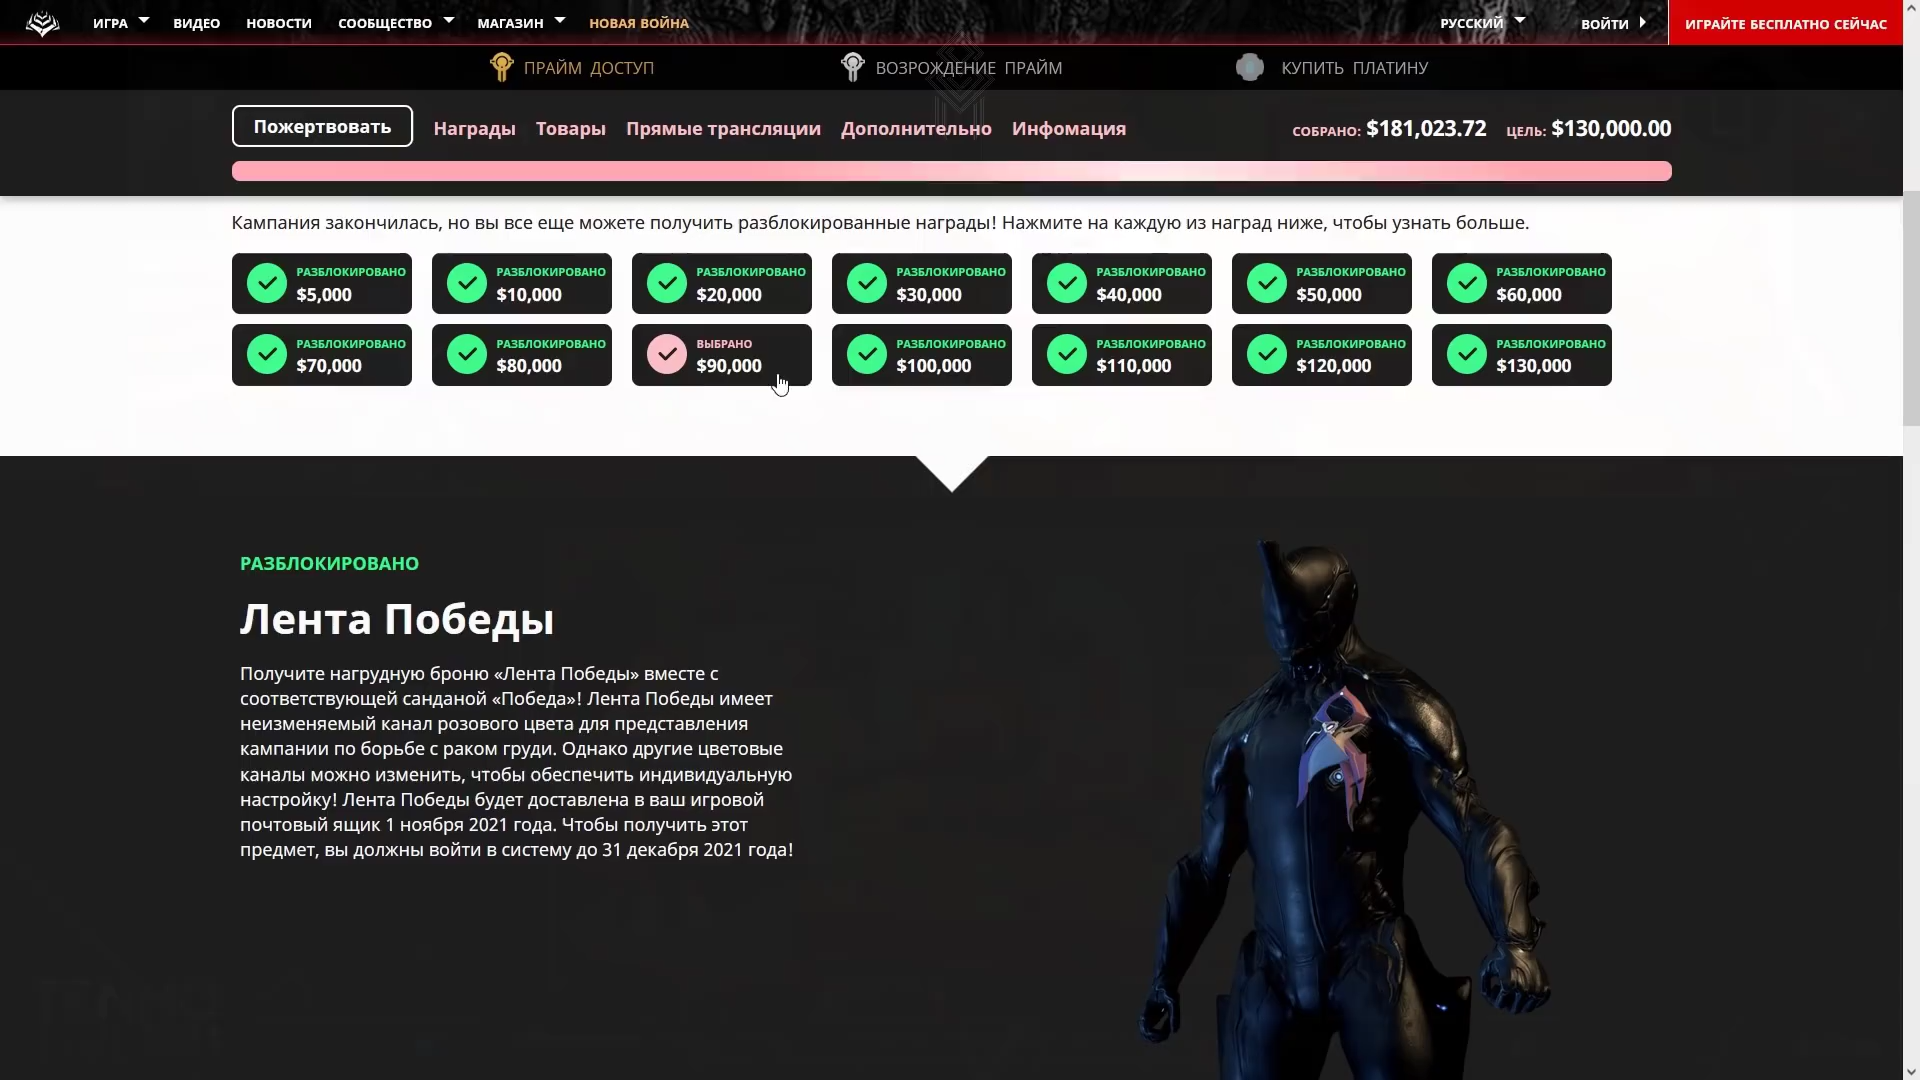 ИГРА ВИДЕО НОВОСТИ СООБЩЕСТВО МАГАЗИН НОВАЯ ВОЙНА РУССКИЙ ВОЙТИ ИГРАЙТЕ БЕСПЛАТНО СЕЙЧАС
ПРАЙМ ДОСТУП ВОЗРОЖДЕНИЕ ПРАЙМ КУПИТЬ ПЛАТИНУ
Пожертвовать Награды Товары Прямые трансляции Дополнительно Инфомация СОБРАНО: $181,023.72 ЦЕЛЬ: $130,000.00
Кампания закончилась, но вы все еще можете получить разблокированные награды! Нажмите на каждую из наград ниже, чтобы узнать больше.
РАЗБЛОКИРОВАНО РАЗБЛОКИРОВАНО РАЗБЛОКИРОВАНО РАЗБЛОКИРОВАНО РАЗБЛОКИРОВАНО РАЗБЛОКИРОВАНО РАЗБЛОКИРОВАНО
$5,000 $10,000 $20,000 $30,000 $40,000 $50,000 $60,000
РАЗБЛОКИРОВАНО РАЗБЛОКИРОВАНО ВЫБРАНО РАЗБЛОКИРОВАНО РАЗБЛОКИРОВАНО РАЗБЛОКИРОВАНО РАЗБЛОКИРОВАНО
$70,000 $80,000 $90,000 $100,000 $110,000 $120,000 $130,000
РАЗБЛОКИРОВАНО
Лента Победы
Получите нагрудную броню «Лента Победы» вместе с
соответствующей санданой «Победа»! Лента Победы имеет
неизменяемый канал розового цвета для представления
кампании по борьбе с раком груди. Однако другие цветовые
каналы можно изменить, чтобы обеспечить индивидуальную
настройку! Лента Победы будет доставлена в ваш игровой
почтовый ящик 1 ноября 2021 года. Чтобы получить этот
предмет, вы должны войти в систему до 31 декабря 2021 года!